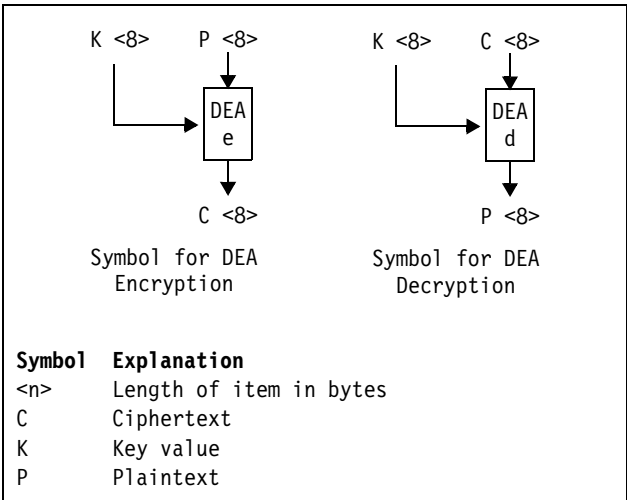 K <8> P <8> K <8> C <8>
DEA DEA
e d
C <8> P <8>
Symbol for DEA Symbol for DEA
Encryption Decryption
Symbol Explanation
<n> Length of item in bytes
C Ciphertext
K Key value
P Plaintext